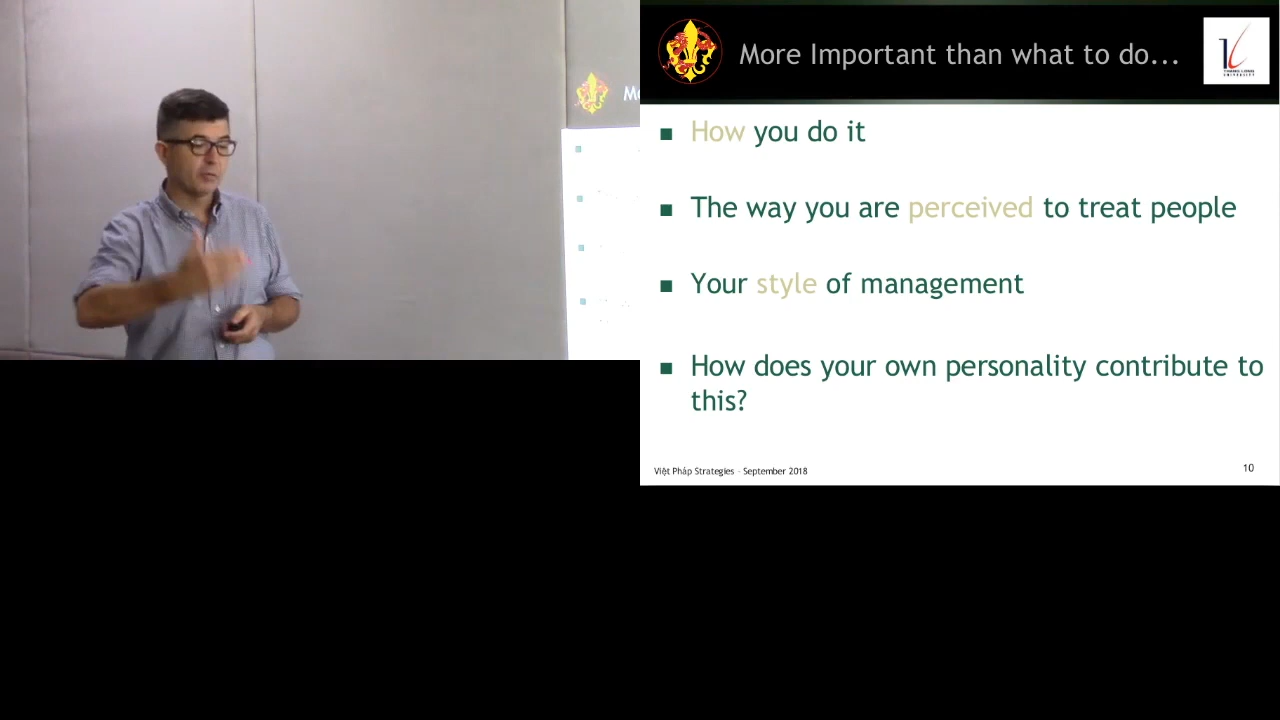 More Important than what to do...
How you do it
The way you are perceived to treat people
Your style of management
How does your own personality contribute to
this?
Việt Pháp Strategies - September 2018
10